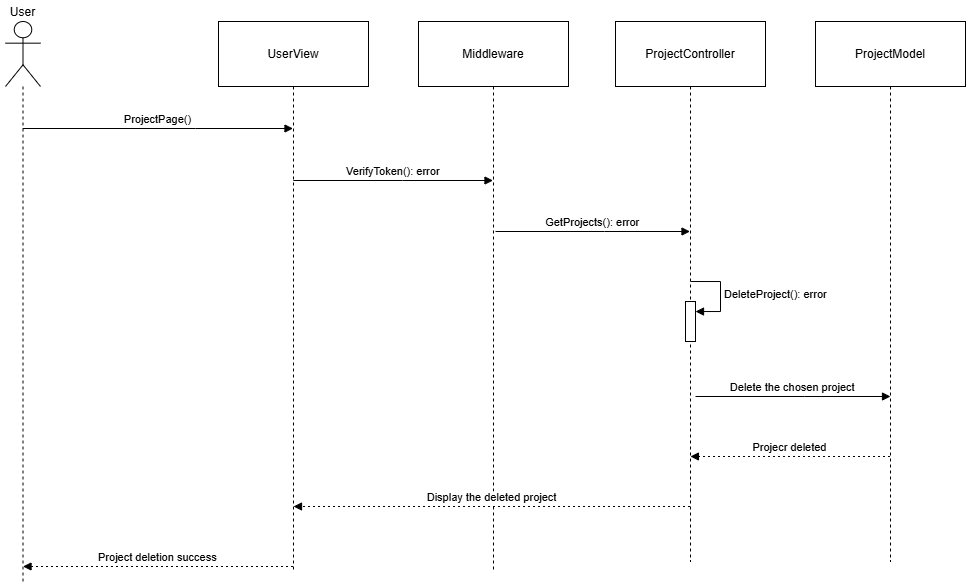 User
UserView
Middleware
ProjectController
ProjectModel
ProjectPage()
VerifyToken(): error
GetProjects(): error
DeleteProject(): error
Delete the chosen project
Projecr deleted
Display the deleted project
Project deletion success